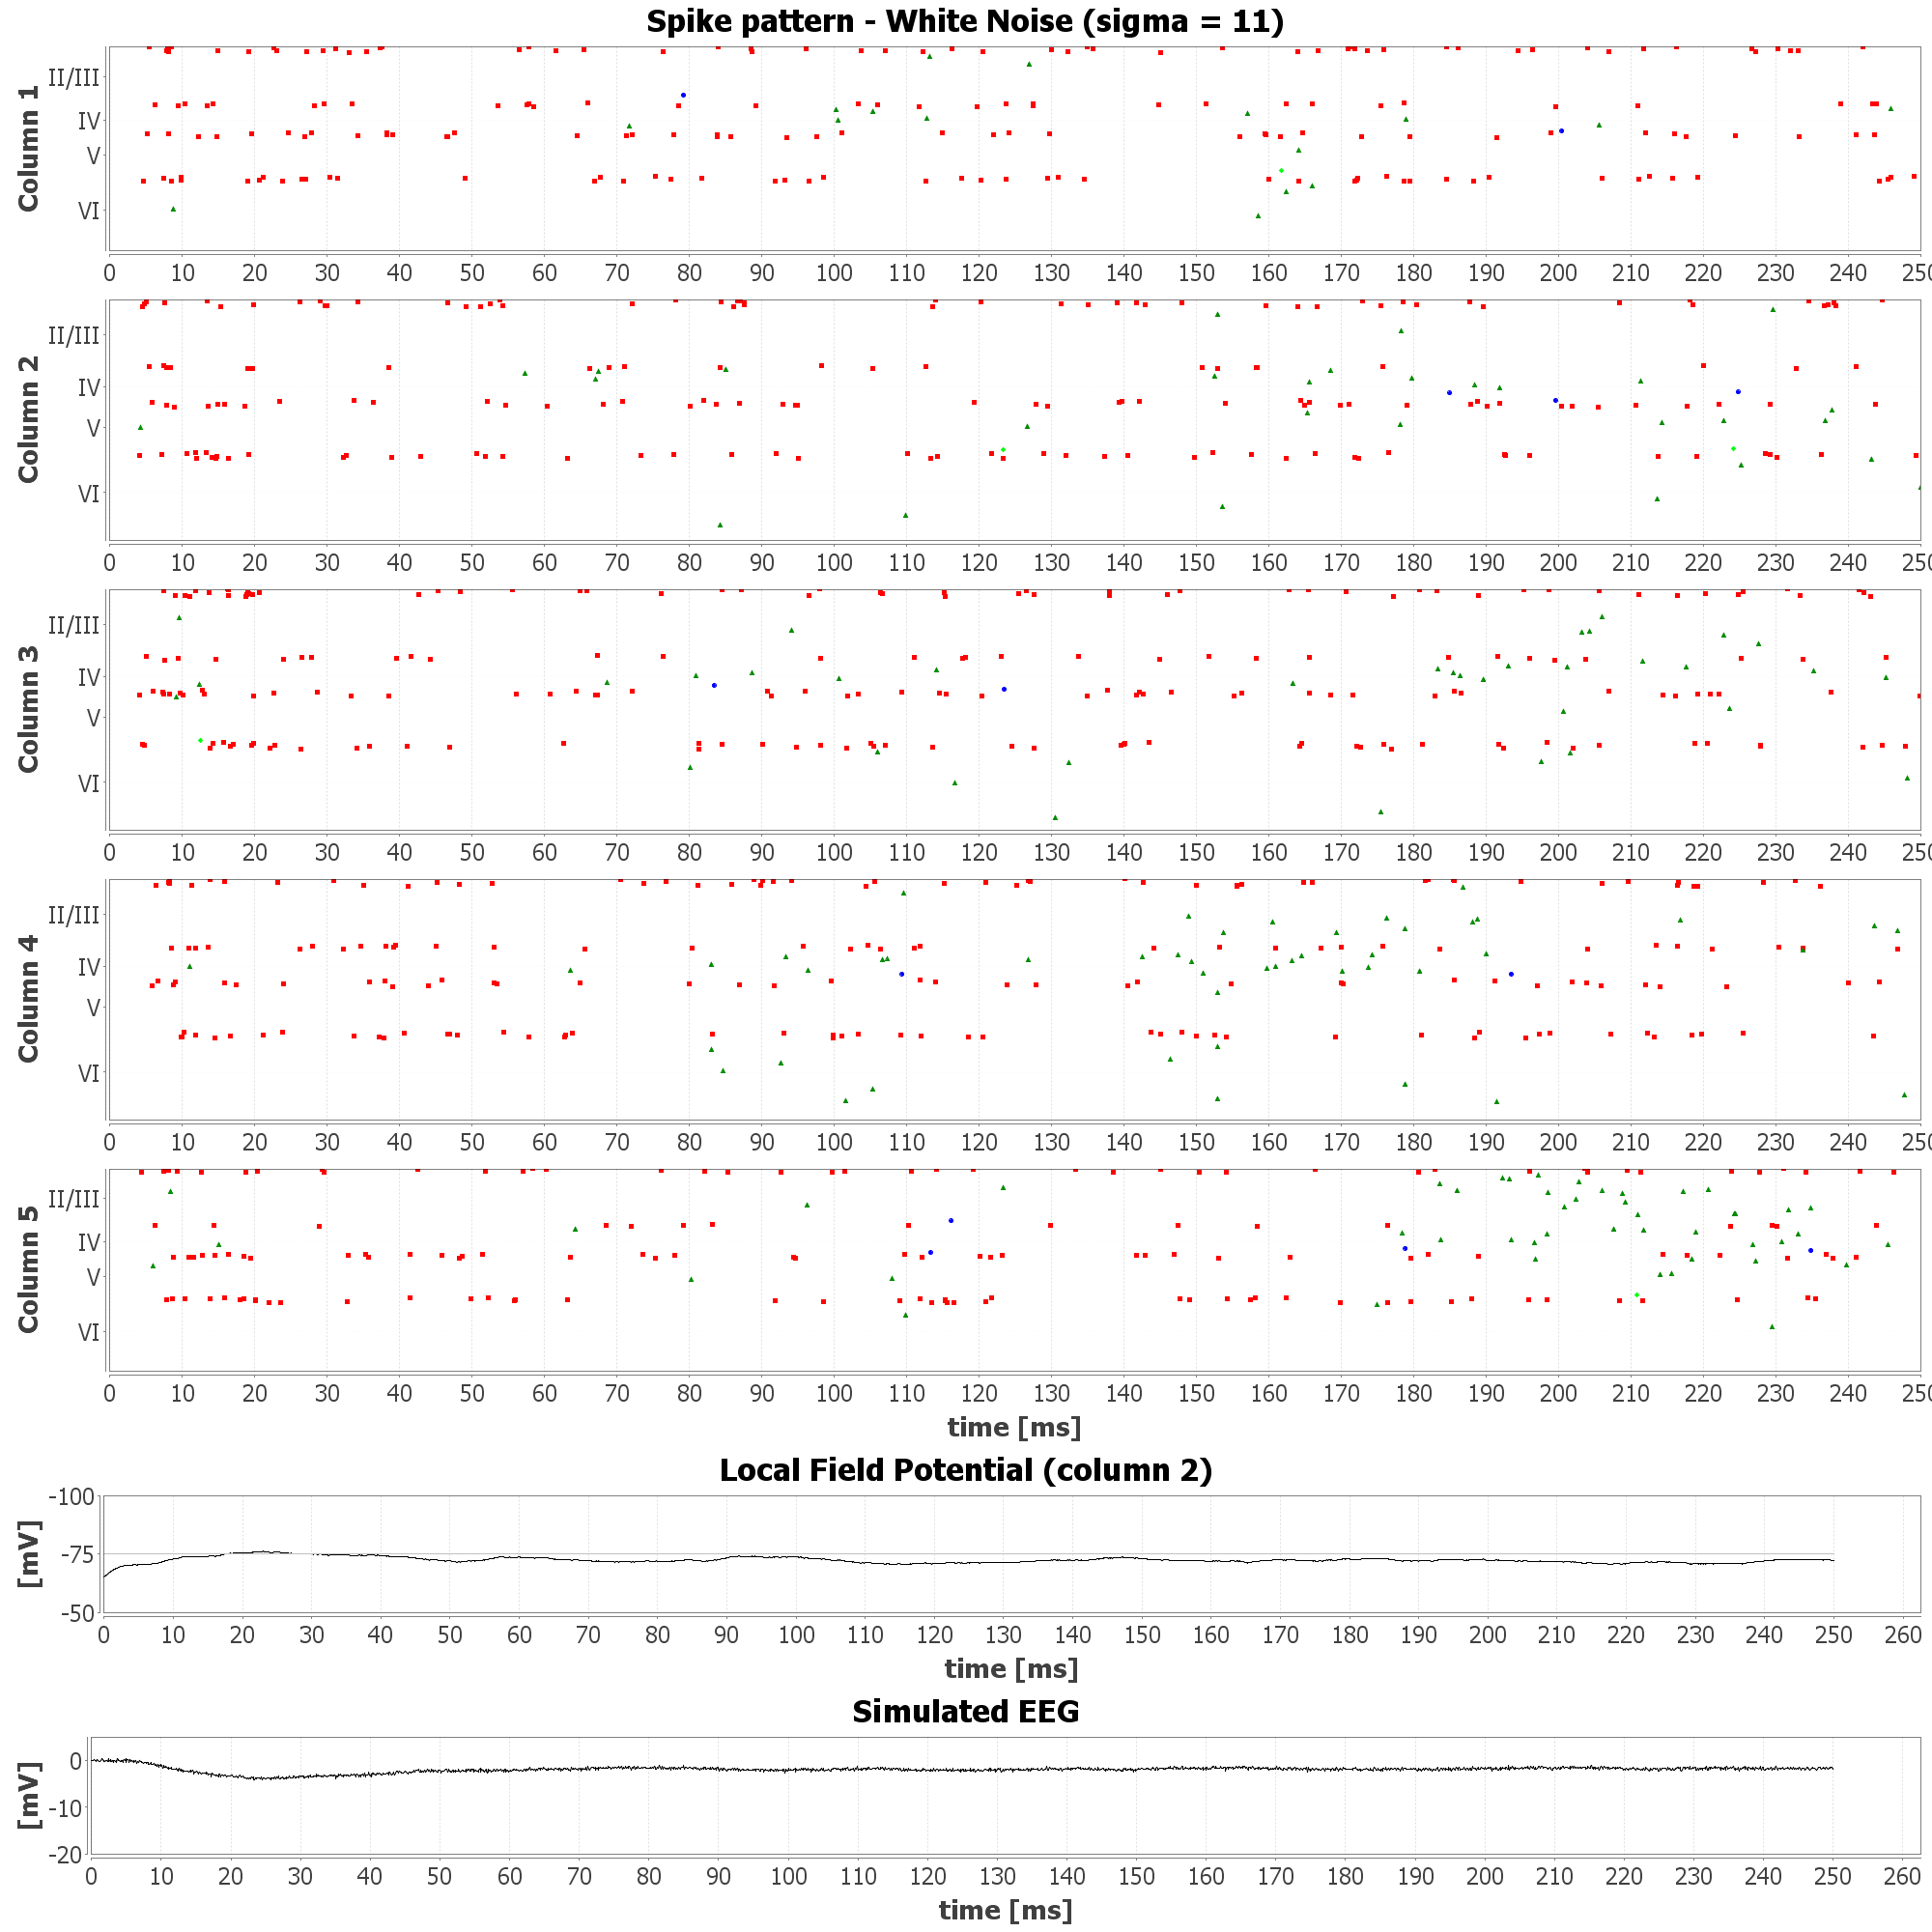 Spike pattern - White Noise (sigma = 11)
Column 1
II/III
IV
V
VI
0 10 20 30 40 50 60 70 80 90 100 110 120 130 140 150 160 170 180 190 200 210 220 230 240 250
Column 2
II/III
IV
V
VI
0 10 20 30 40 50 60 70 80 90 100 110 120 130 140 150 160 170 180 190 200 210 220 230 240 250
Column 3
II/III
IV
V
VI
0 10 20 30 40 50 60 70 80 90 100 110 120 130 140 150 160 170 180 190 200 210 220 230 240 250
Column 4
II/III
IV
V
VI
0 10 20 30 40 50 60 70 80 90 100 110 120 130 140 150 160 170 180 190 200 210 220 230 240 250
Column 5
II/III
IV
V
VI
0 10 20 30 40 50 60 70 80 90 100 110 120 130 140 150 160 170 180 190 200 210 220 230 240 250
time [ms]
Local Field Potential (column 2)
[mV]
-100
-75
-50
0 10 20 30 40 50 60 70 80 90 100 110 120 130 140 150 160 170 180 190 200 210 220 230 240 250 260
time [ms]
Simulated EEG
[mV]
0
-10
-20
0 10 20 30 40 50 60 70 80 90 100 110 120 130 140 150 160 170 180 190 200 210 220 230 240 250 260
time [ms]